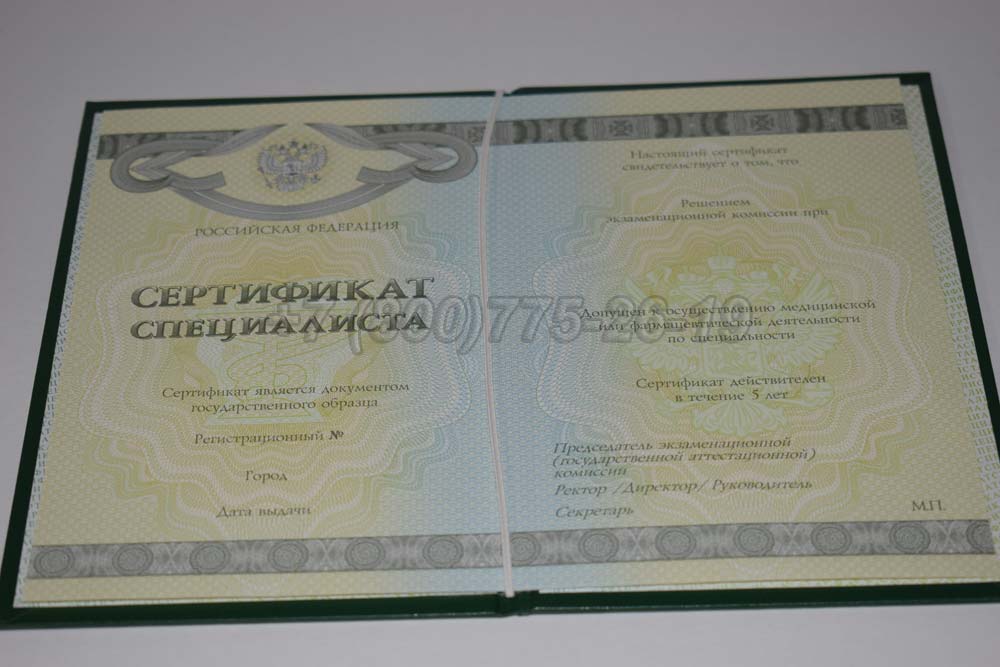 РОССИЙСКАЯ ФЕДЕРАЦИЯ
СЕРТИФИКАТ
СПЕЦИАЛИСТА
Сертификат является документом
государственного образца
Регистрационный №
Город
Дата выдачи
Настоящий сертификат
свидетельствует о том, что
Решением
экзаменационной комиссии при
Допущен к осуществлению медицинской
или фармацевтической деятельности
по специальности
Сертификат действителен
в течение 5 лет
Председатель экзаменационной
(государственной аттестационной)
комиссии
Ректор /Директор/ Руководитель
Секретарь
М.П.